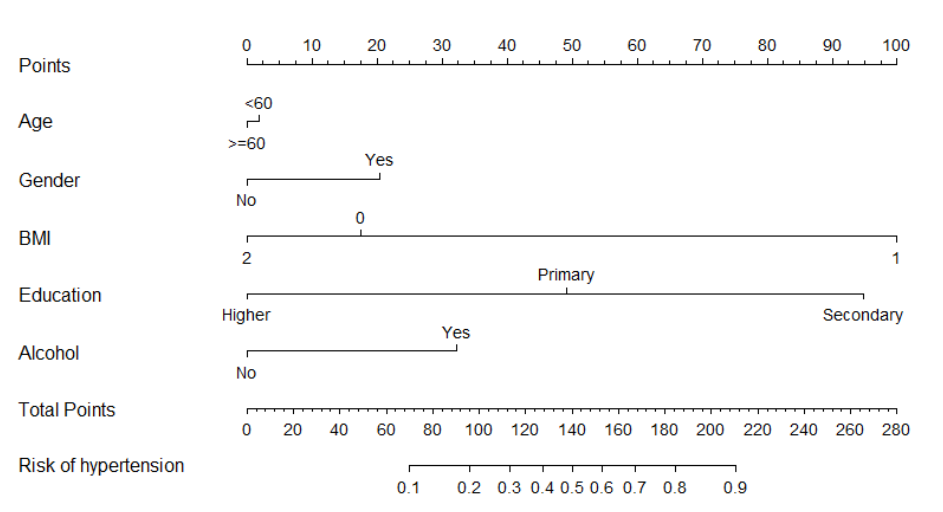 0 10 20 30 40 50 60 70 80 90 100
Points
<60
Age
>=60
Yes
Gender
No
0
BMI
2 1
Primary
Education
Higher Secondary
Yes
Alcohol
No
Total Points
0 20 40 60 80 100 120 140 160 180 200 220 240 260 280
Risk of hypertension
0.1 0.2 0.3 0.4 0.5 0.6 0.7 0.8 0.9